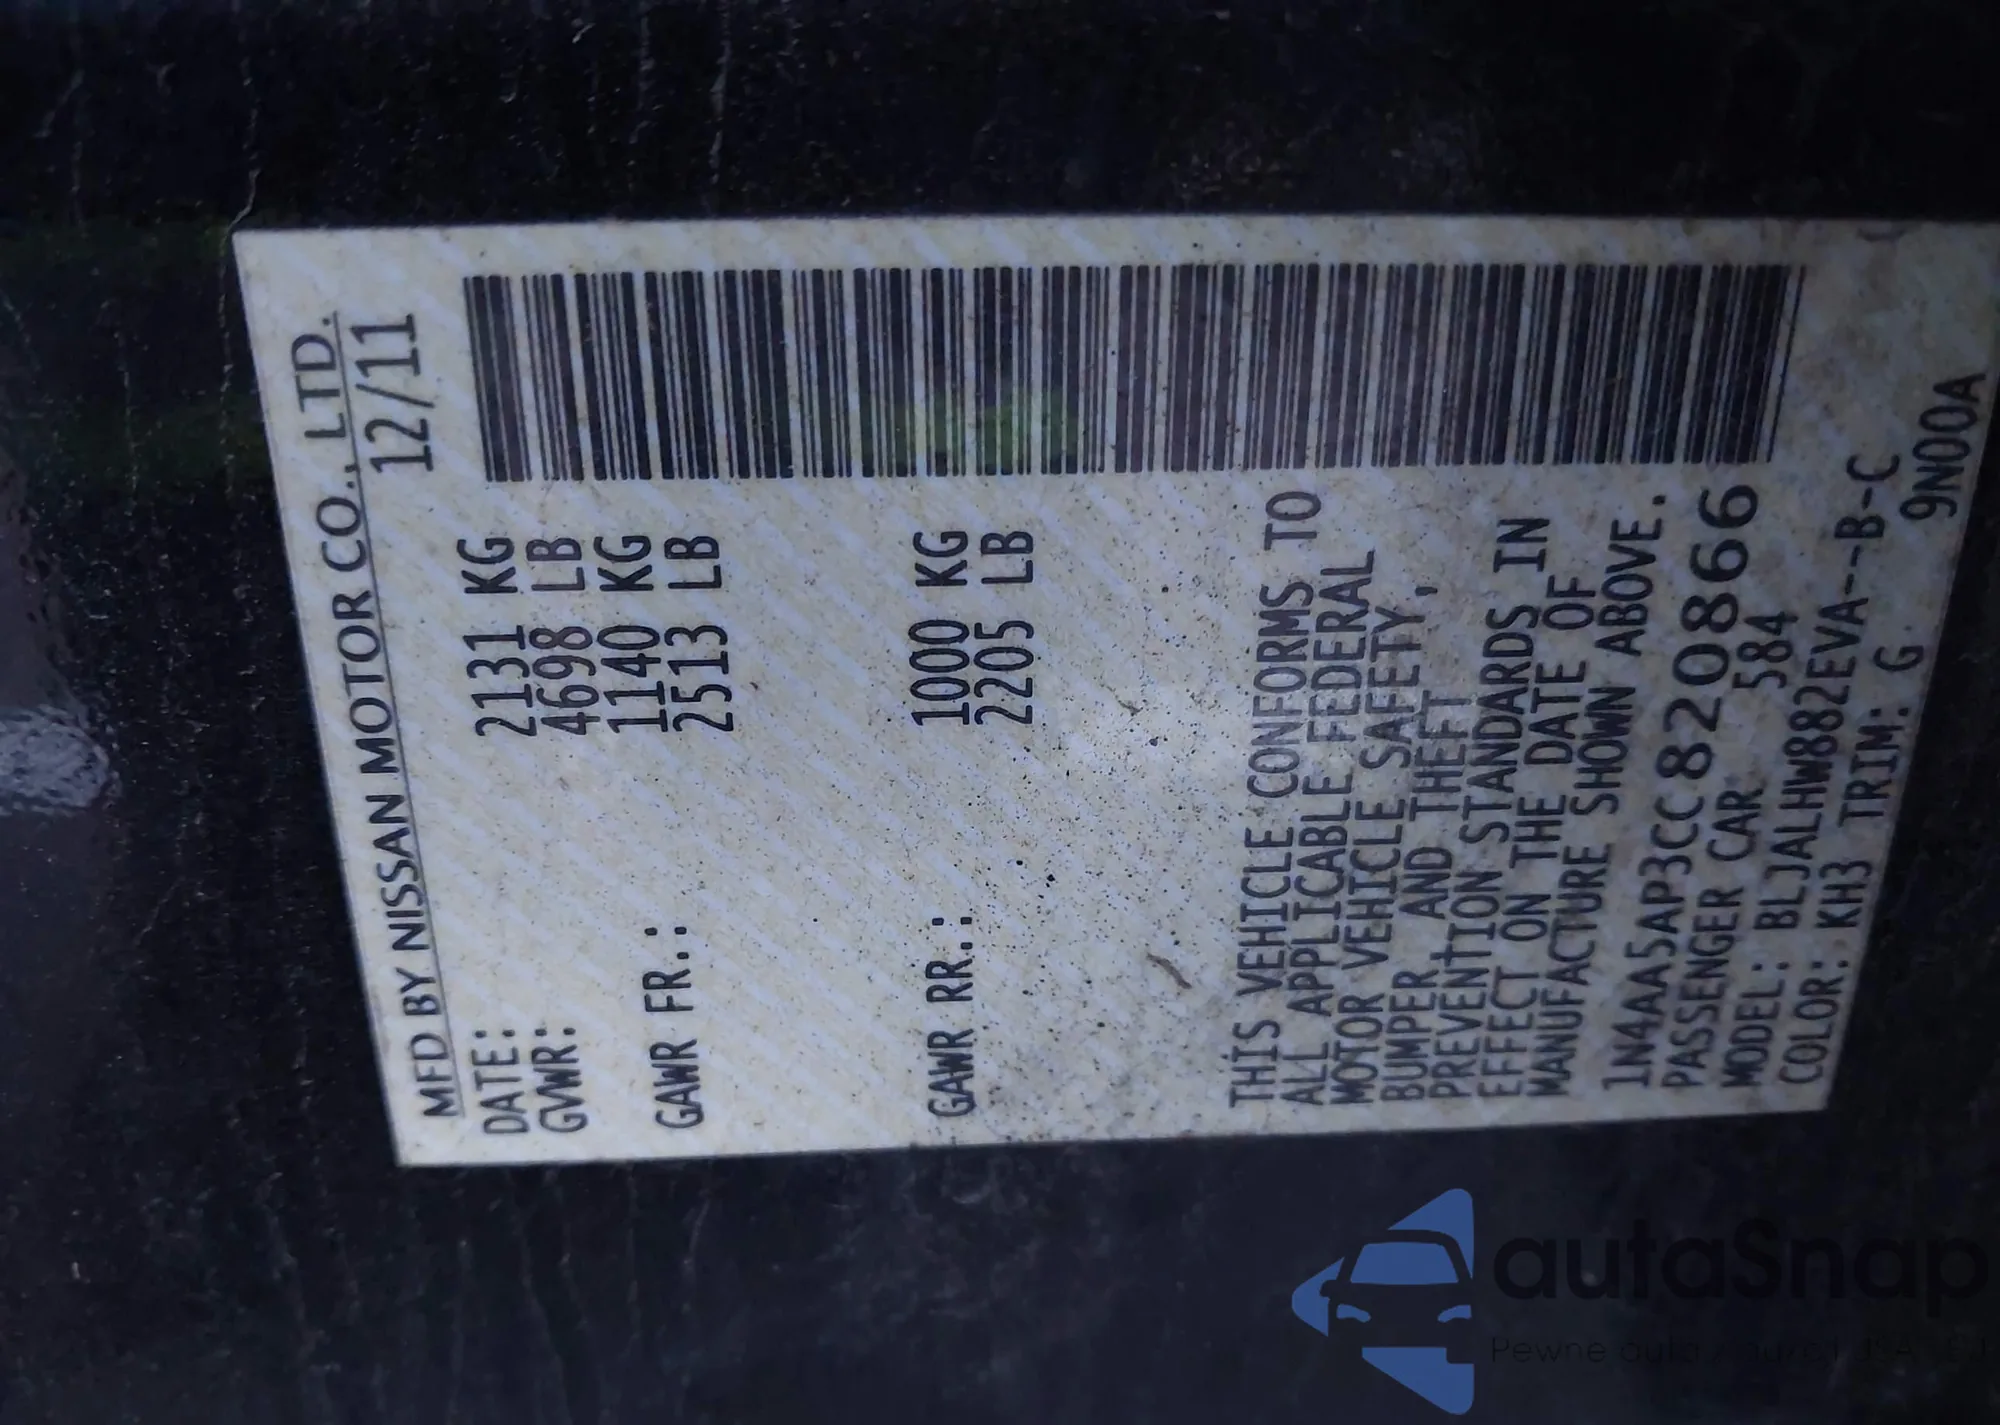 MFD BY NISSAN MOTOR CO., LTD.
DATE: 12/11
GVWR: 2131 KG
4698 LB
GAWR FR.: 1140 KG
2513 LB
GAWR RR.: 1000 KG
2205 LB
THIS VEHICLE CONFORMS TO
ALL APPLICABLE FEDERAL
MOTOR VEHICLE SAFETY,
BUMPER, AND THEFT
PREVENTION STANDARDS IN
EFFECT ON THE DATE OF
MANUFACTURE SHOWN ABOVE.
1N4AA5AP3CC820866
PASSENGER CAR 584
MODEL: BLJALHW882EVA--B-C
COLOR: KH3 TRIM: G 9N00A
autaSnap
Pewne auta